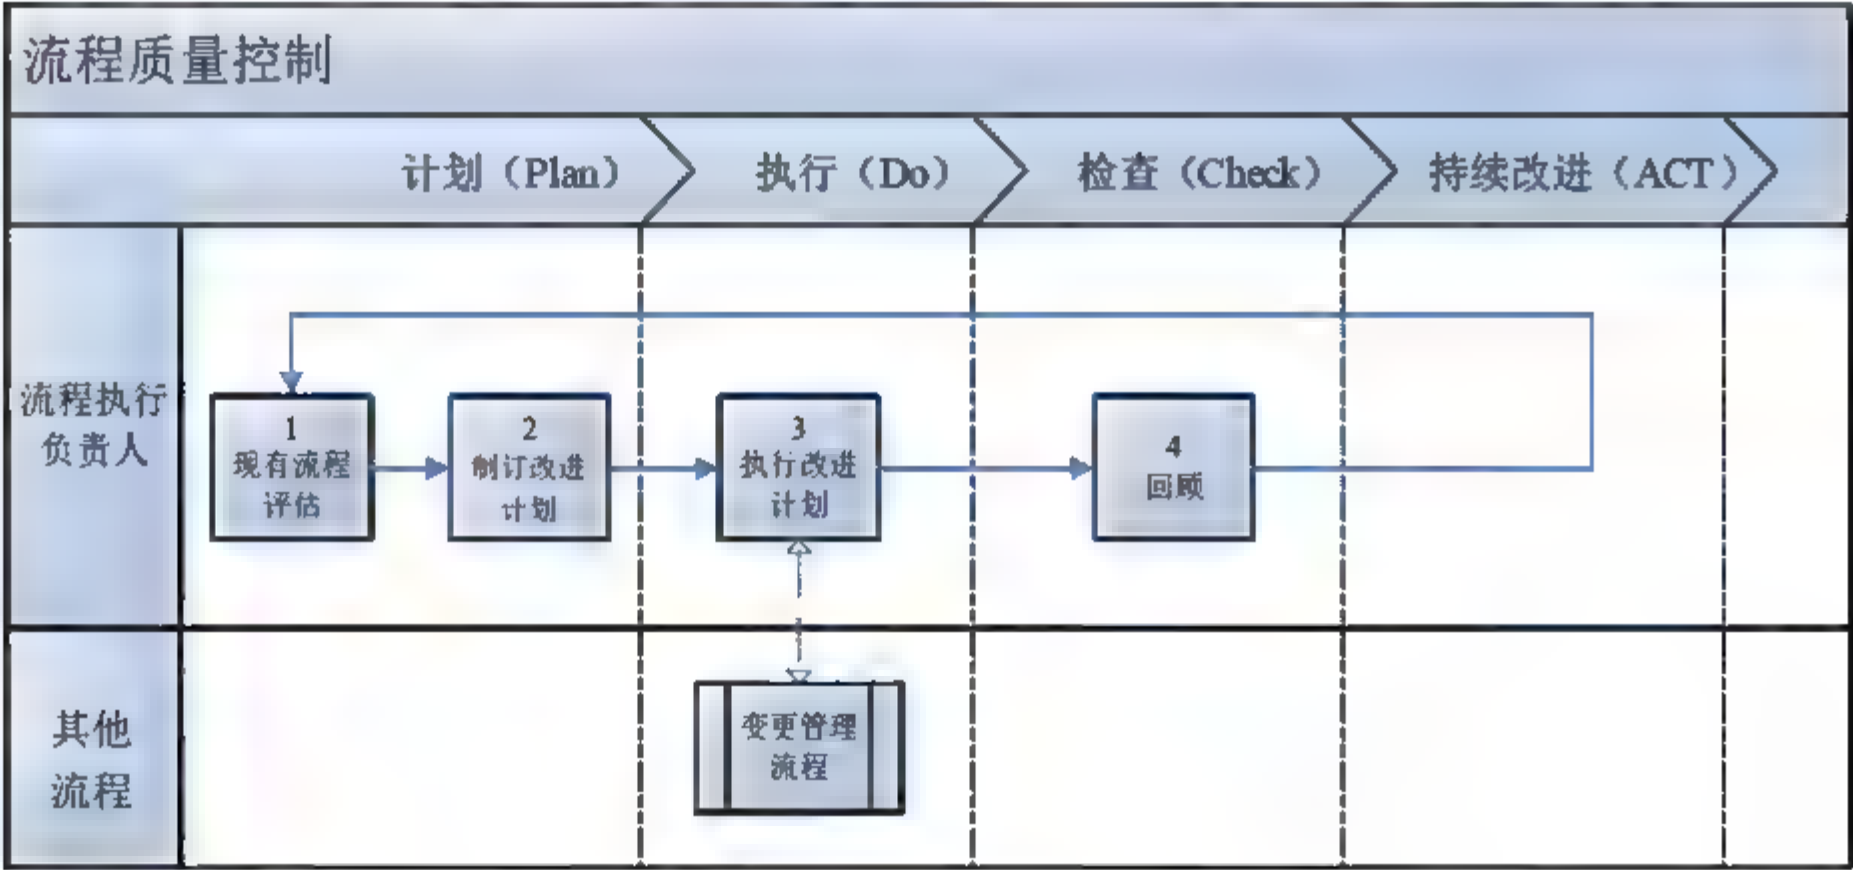 流程质量控制
计划（Plan）
执行（Do）
检查（Check）
持续改进（ACT）
流程执行
负责人
1
现有流程
评估
2
制订改进
计划
3
执行改进
计划
4
回顾
其他
流程
变更管理
流程